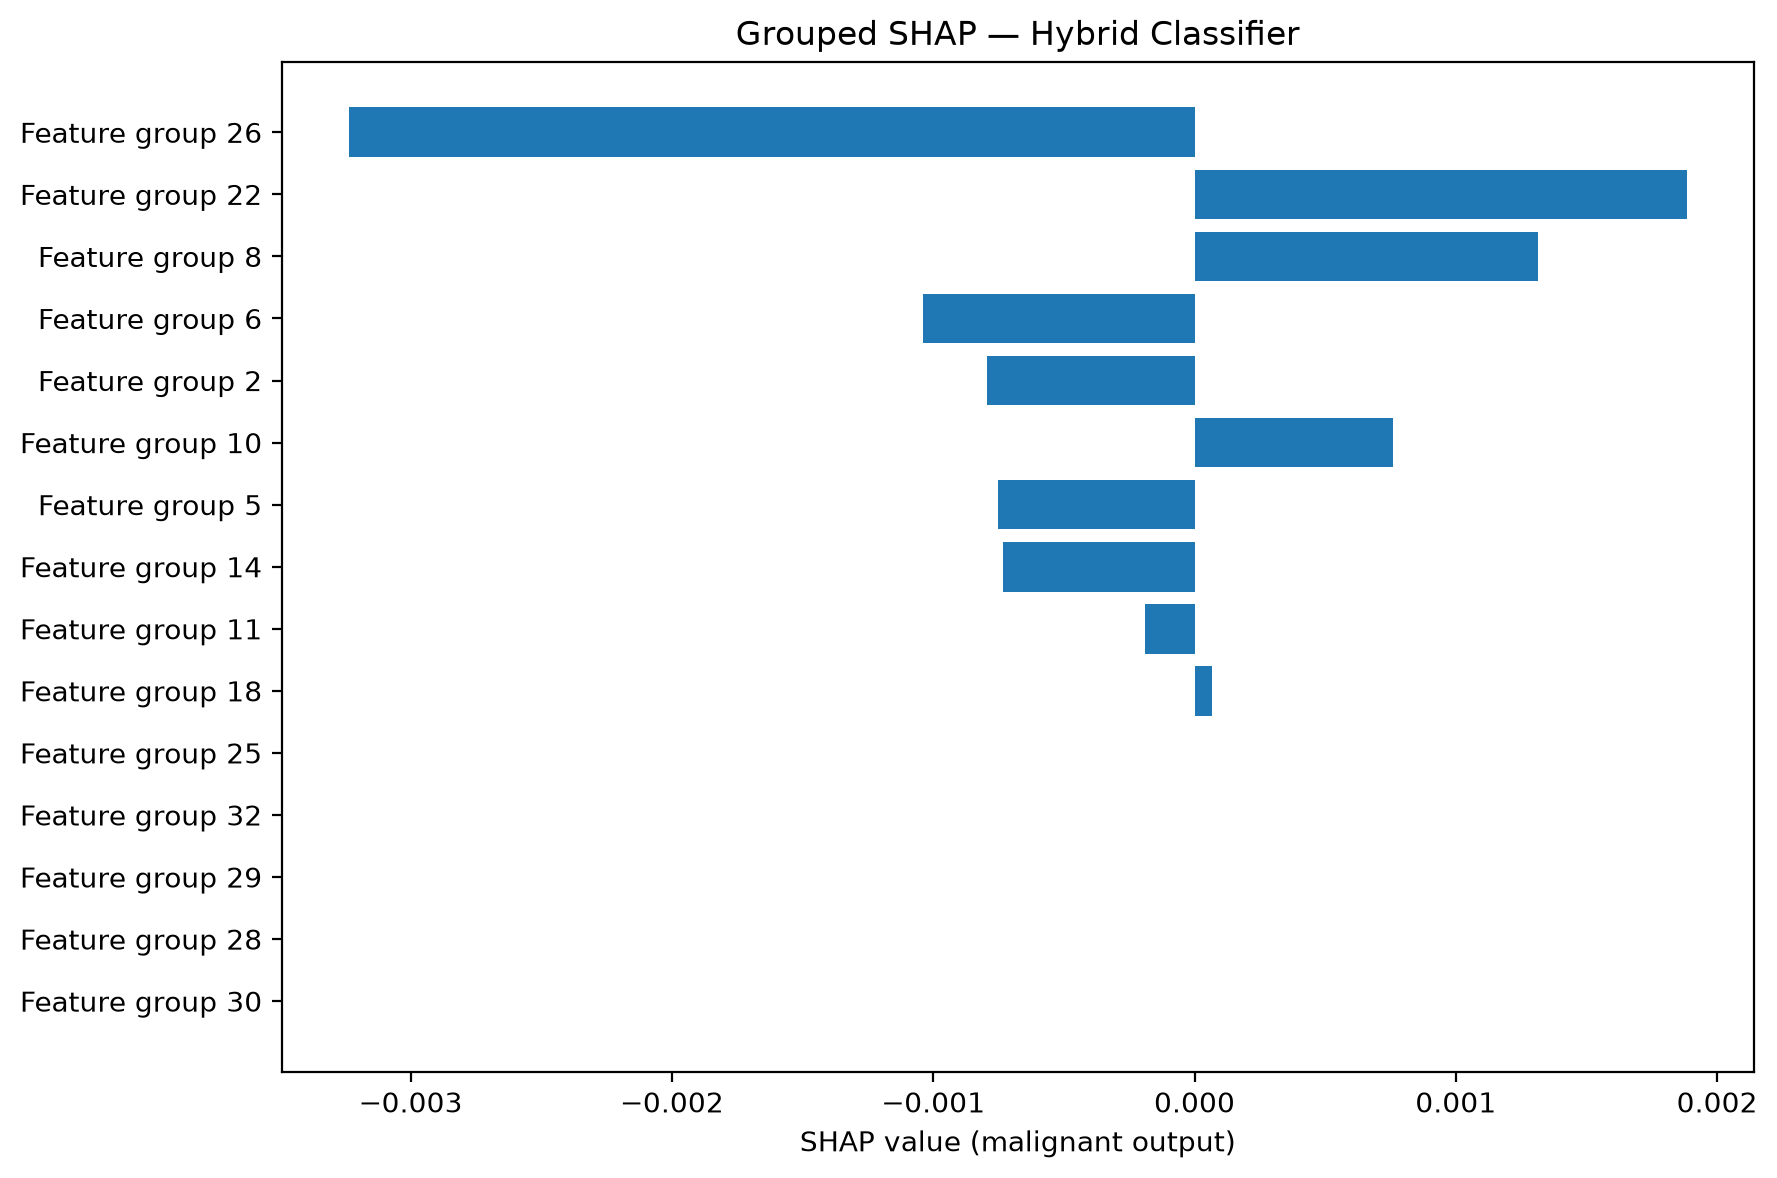 Grouped SHAP — Hybrid Classifier
Feature group 26
Feature group 22
Feature group 8
Feature group 6
Feature group 2
Feature group 10
Feature group 5
Feature group 14
Feature group 11
Feature group 18
Feature group 25
Feature group 32
Feature group 29
Feature group 28
Feature group 30
−0.003 −0.002 −0.001 0.000 0.001 0.002
SHAP value (malignant output)